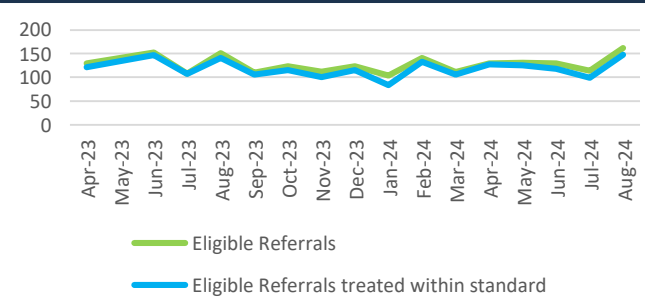 200
150
100
50
0
Apr-23 May-23 Jun-23 Jul-23 Aug-23 Sep-23 Oct-23 Nov-23 Dec-23 Jan-24 Feb-24 Mar-24 Apr-24 May-24 Jun-24 Jul-24 Aug-24
Eligible Referrals
Eligible Referrals treated within standard